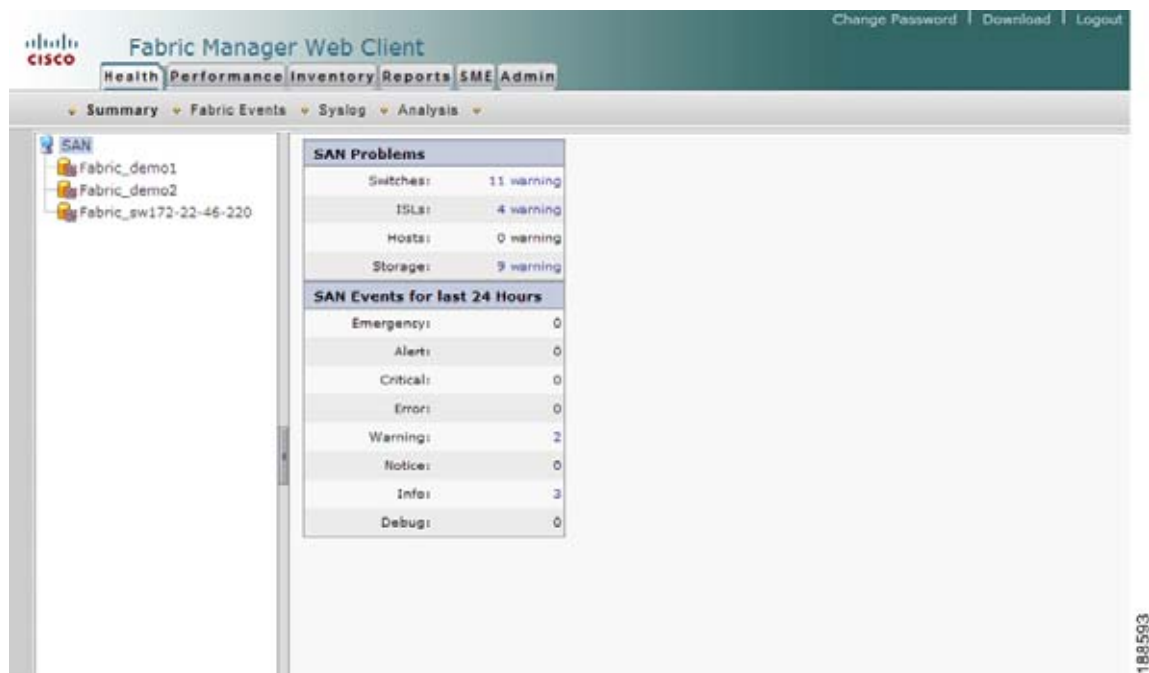 Change Password | Download | Logout
CISCO
Fabric Manager Web Client
Health Performance Inventory Reports SME Admin
Summary Fabric Events Syslog Analysis
SAN
Fabric_demo1
Fabric_demo2
Fabric_sw172-22-46-220
SAN Problems
Switches: 11 warning
ISLs: 4 warning
Hosts: 0 warning
Storage: 9 warning
SAN Events for last 24 Hours
Emergency: 0
Alert: 0
Critical: 0
Error: 0
Warning: 2
Notice: 0
Info: 3
Debug: 0
188593